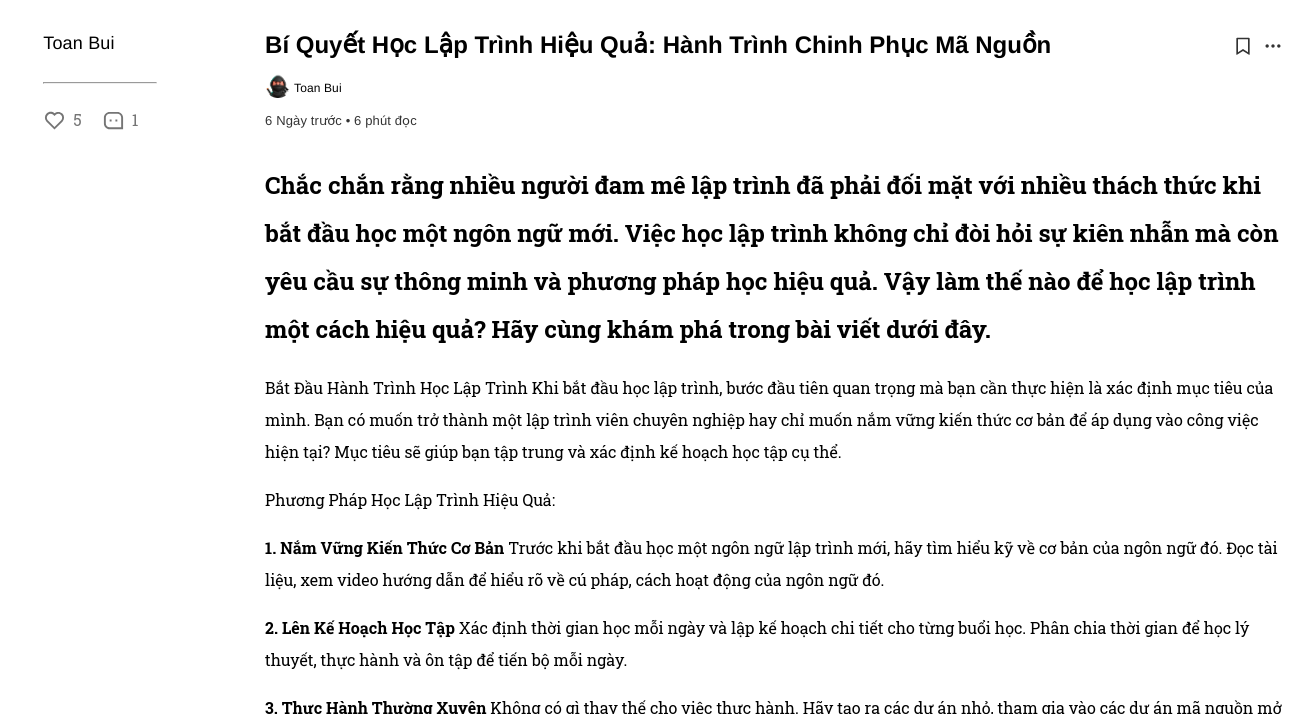 Toan Bui
5
1
Bí Quyết Học Lập Trình Hiệu Quả: Hành Trình Chinh Phục Mã Nguồn
Toan Bui
6 Ngày trước • 6 phút đọc
Chắc chắn rằng nhiều người đam mê lập trình đã phải đối mặt với nhiều thách thức khi
bắt đầu học một ngôn ngữ mới. Việc học lập trình không chỉ đòi hỏi sự kiên nhẫn mà còn
yêu cầu sự thông minh và phương pháp học hiệu quả. Vậy làm thế nào để học lập trình
một cách hiệu quả? Hãy cùng khám phá trong bài viết dưới đây.
Bắt Đầu Hành Trình Học Lập Trình Khi bắt đầu học lập trình, bước đầu tiên quan trọng mà bạn cần thực hiện là xác định mục tiêu của
mình. Bạn có muốn trở thành một lập trình viên chuyên nghiệp hay chỉ muốn nắm vững kiến thức cơ bản để áp dụng vào công việc
hiện tại? Mục tiêu sẽ giúp bạn tập trung và xác định kế hoạch học tập cụ thể.
Phương Pháp Học Lập Trình Hiệu Quả:
1. Nắm Vững Kiến Thức Cơ Bản Trước khi bắt đầu học một ngôn ngữ lập trình mới, hãy tìm hiểu kỹ về cơ bản của ngôn ngữ đó. Đọc tài
liệu, xem video hướng dẫn để hiểu rõ về cú pháp, cách hoạt động của ngôn ngữ đó.
2. Lên Kế Hoạch Học Tập Xác định thời gian học mỗi ngày và lập kế hoạch chi tiết cho từng buổi học. Phân chia thời gian để học lý
thuyết, thực hành và ôn tập để tiến bộ mỗi ngày.
3. Thực Hành Thường Xuyên Không có gì thay thế cho việc thực hành. Hãy tạo ra các dự án nhỏ, tham gia vào các dự án mã nguồn mở